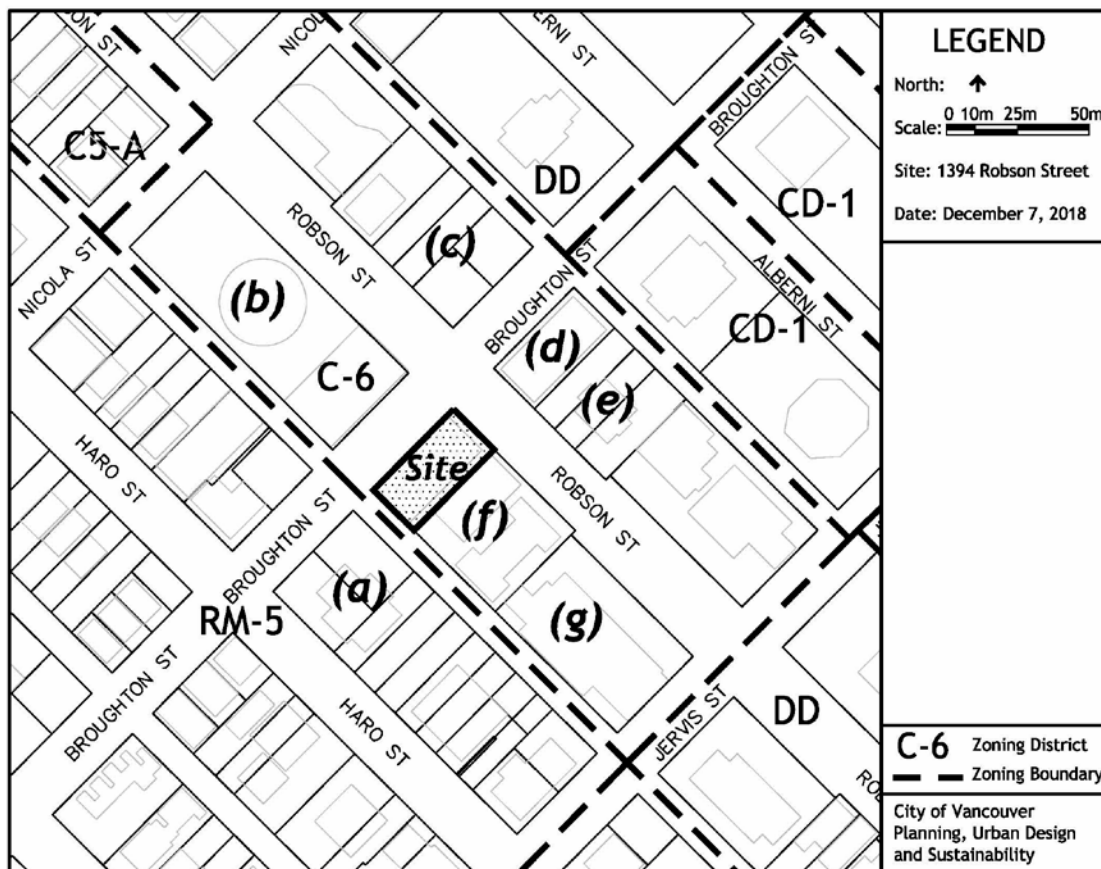 SON ST
NICO
ERNI ST
BROUGHTON ST
C5-A
DD
CD-1
ROBSON ST
(c)
NICOLA ST
(b)
BROUGHTON ST
ALBERNI ST
CD-1
(d)
C-6
(e)
HARO ST
Site
ROBSON ST
(f)
BROUGHTON ST
(a)
RM-5
(g)
BROUGHTON ST
HARO ST
JERVIS ST
DD
RO
LEGEND
North:
0 10m 25m 50m
Scale:
Site: 1394 Robson Street
Date: December 7, 2018
C-6 Zoning District
Zoning Boundary
City of Vancouver
Planning, Urban Design
and Sustainability